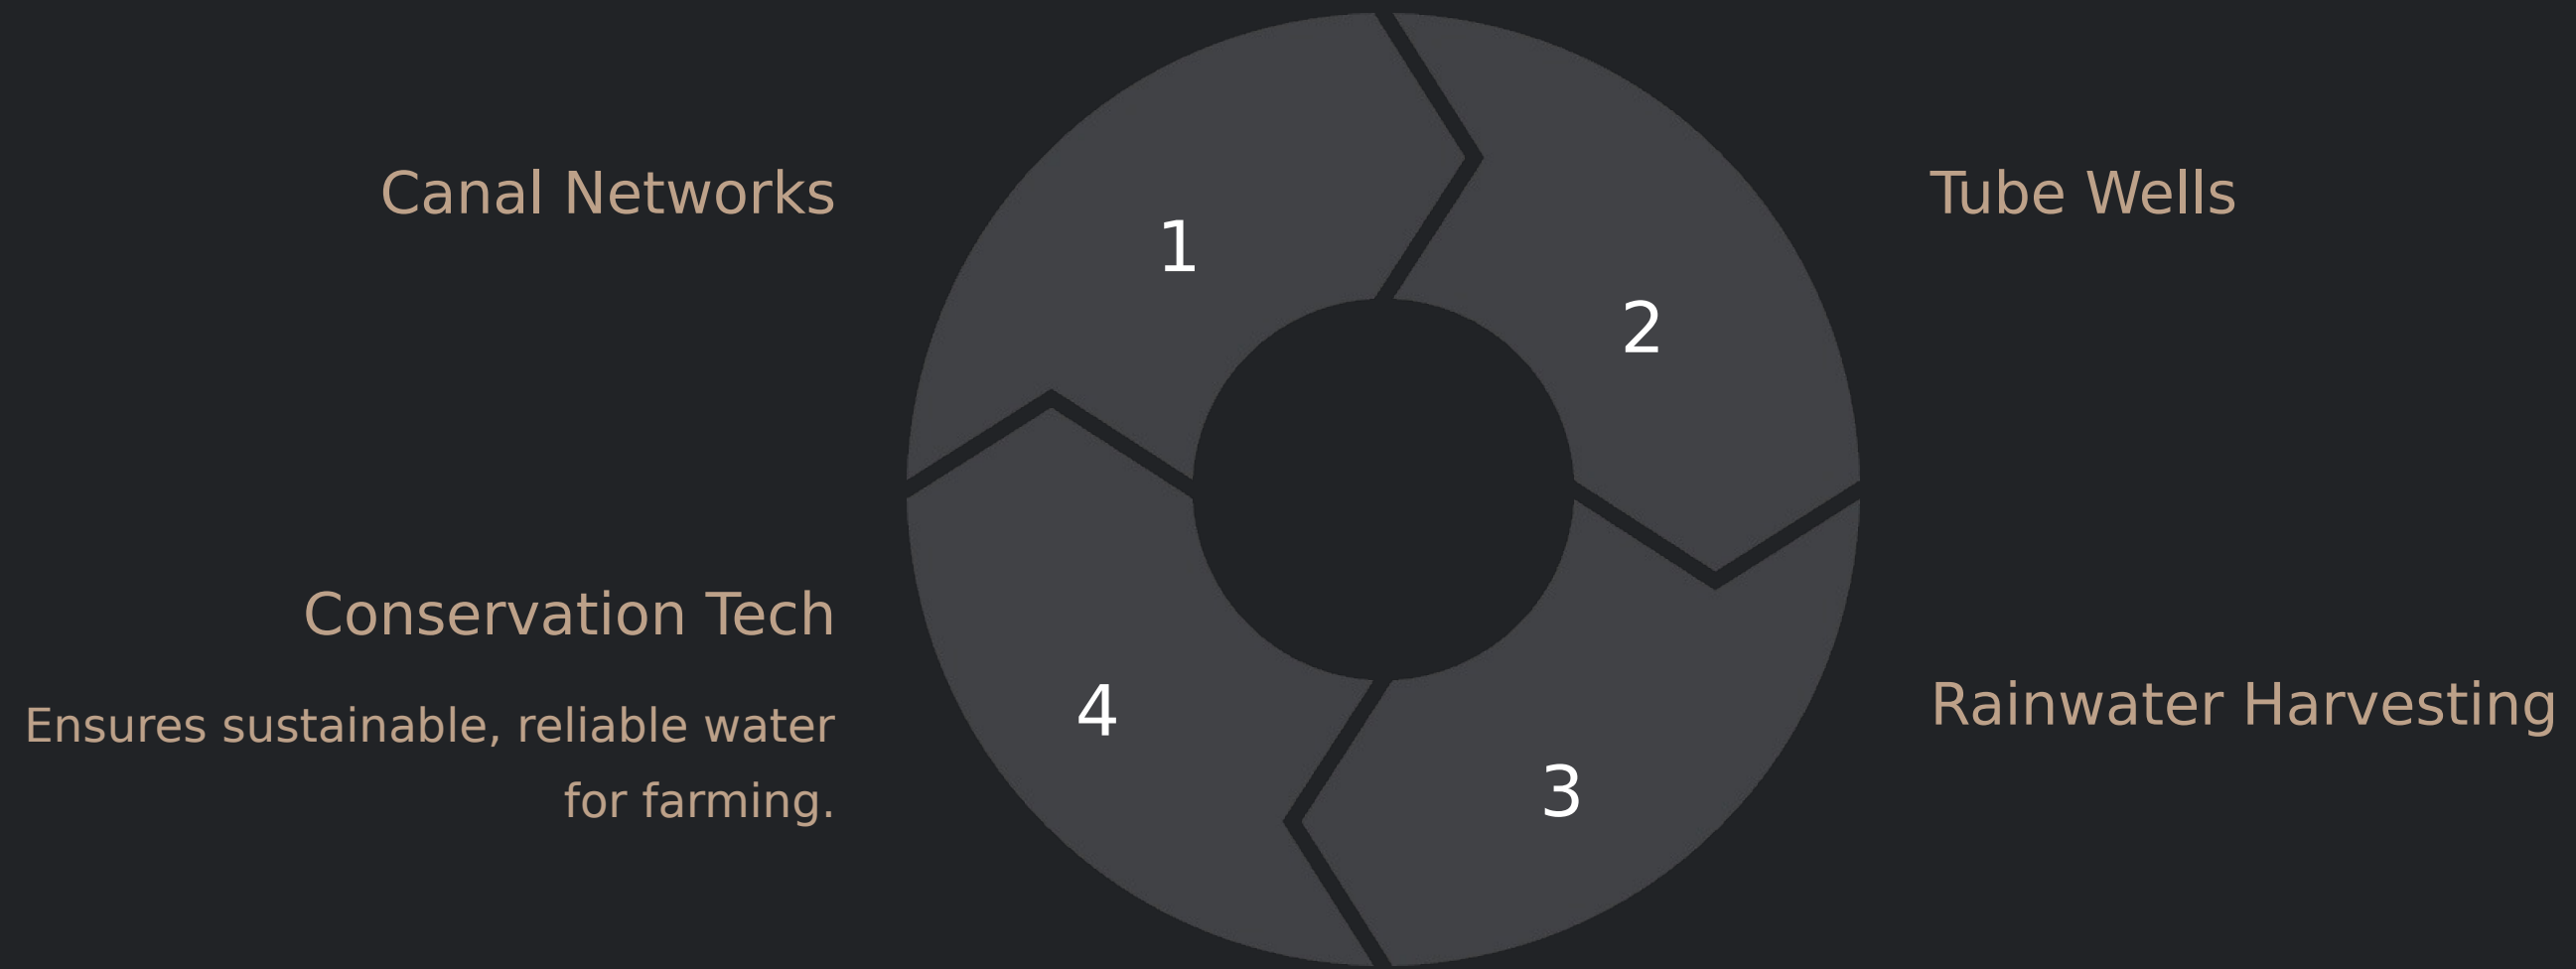 Canal Networks
1
Tube Wells
2
Rainwater Harvesting
3
Conservation Tech
Ensures sustainable, reliable water
for farming.
4